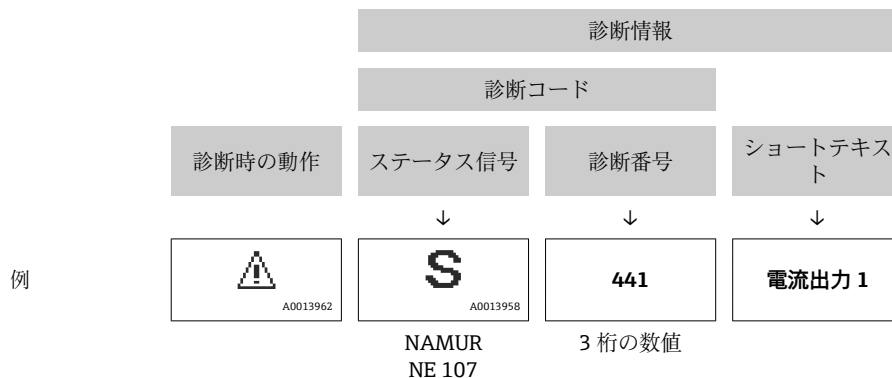 診断情報
診断コード
診断時の動作
ステータス信号
診断番号
ショートテキス
ト
↓ ↓ ↓
例
A0013962
S
A0013958
441
電流出力 1
NAMUR
NE 107
3 桁の数値